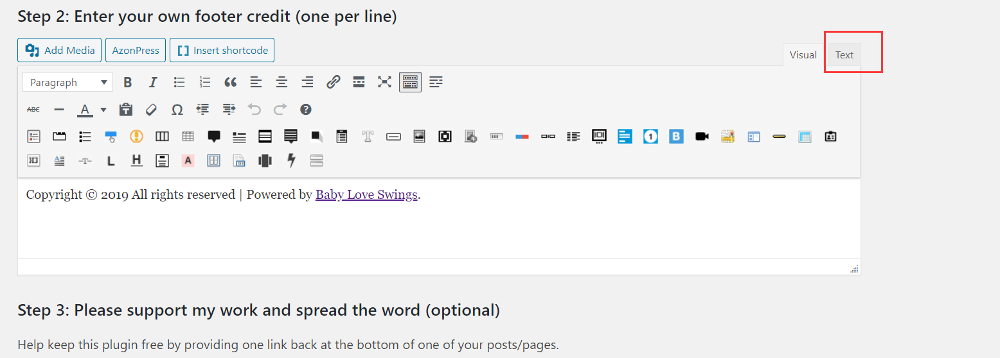 Step 2: Enter your own footer credit (one per line)
Add Media AzonPress [ ] Insert shortcode
Visual Text
Paragraph B I
ABC A Ω ?
T 1 B
H3 T L H A
Copyright © 2019 All rights reserved | Powered by Baby Love Swings.
Step 3: Please support my work and spread the word (optional)
Help keep this plugin free by providing one link back at the bottom of one of your posts/pages.